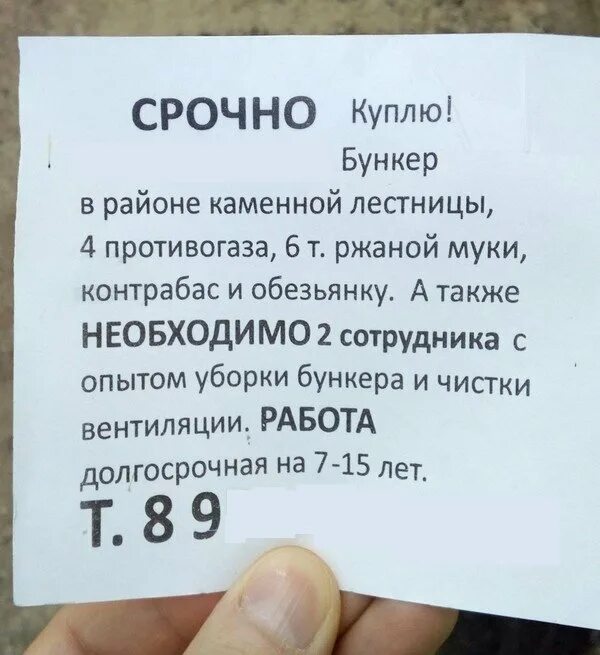 СРОЧНО Куплю!
Бункер
в районе каменной лестницы,
4 противогаза, 6 т. ржаной муки,
контрабас и обезьянку. А также
НЕОБХОДИМО 2 сотрудника с
опытом уборки бункера и чистки
вентиляции. РАБОТА
долгосрочная на 7-15 лет.
Т. 8 9